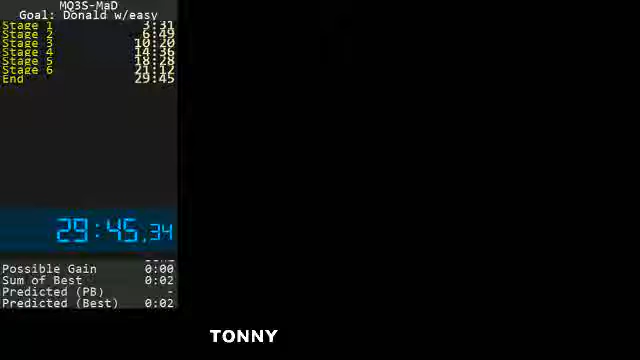 MQ3S-MaD
Goal: Donald w/easy
Stage 1 3:31
Stage 2 6:49
Stage 3 10:20
Stage 4 14:36
Stage 5 18:28
Stage 6 21:12
End 29:45
29:45.34
Possible Gain 0:00
Sum of Best 0:02
Predicted (PB) -
Predicted (Best) 0:02
TONNY